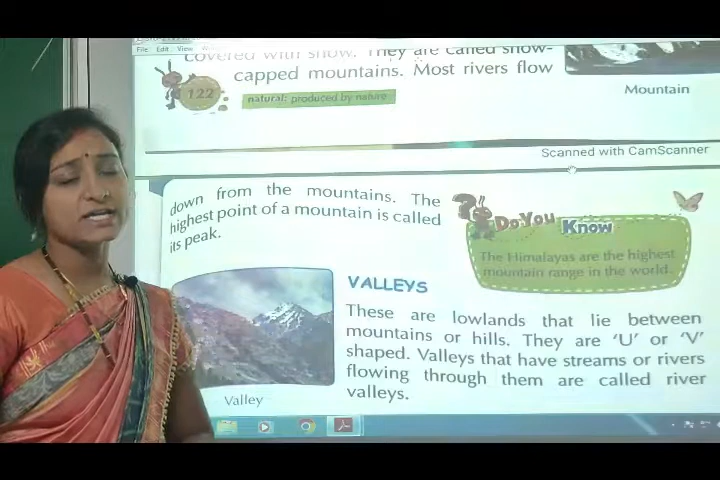 File Edit View
covered with snow. They are called snow-
capped mountains. Most rivers flow
122
natural: produced by nature
Mountain
Scanned with CamScanner
down from the mountains. The
highest point of a mountain is called
its peak.
Do You Know
The Himalayas are the highest
mountain range in the world.
VALLEYS
These are lowlands that lie between
mountains or hills. They are 'U' or 'V'
shaped. Valleys that have streams or rivers
flowing through them are called river
valleys.
Valley